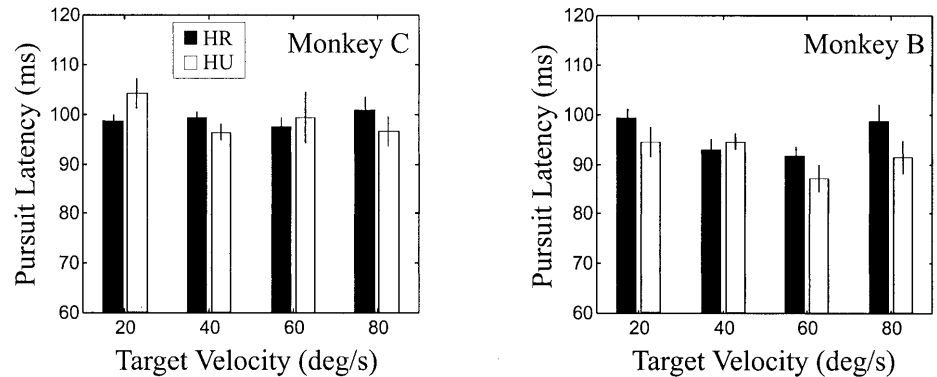 120
110
100
90
80
70
60
Pursuit Latency (ms)
HR
HU
Monkey C
20 40 60 80
Target Velocity (deg/s)
120
110
100
90
80
70
60
Pursuit Latency (ms)
Monkey B
20 40 60 80
Target Velocity (deg/s)